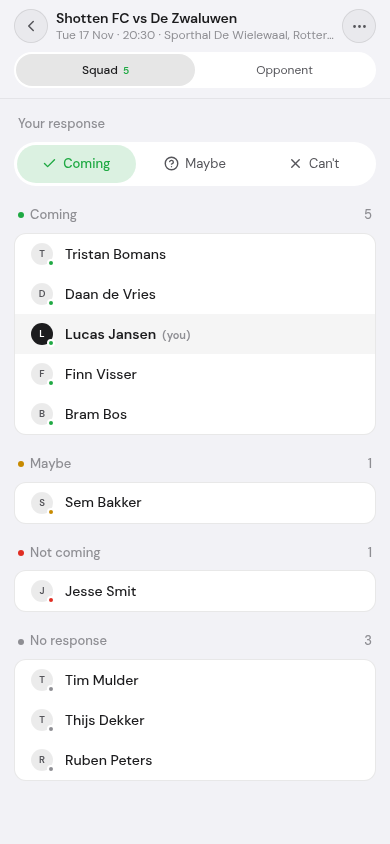 Shotten FC vs De Zwaluwen
Tue 17 Nov · 20:30 · Sporthal De Wielewaal, Rotter...
Squad 5
Opponent
Your response
Coming
Maybe
Can't
Coming 5
T Tristan Bomans
D Daan de Vries
L Lucas Jansen (you)
F Finn Visser
B Bram Bos
Maybe 1
S Sem Bakker
Not coming 1
J Jesse Smit
No response 3
T Tim Mulder
T Thijs Dekker
R Ruben Peters